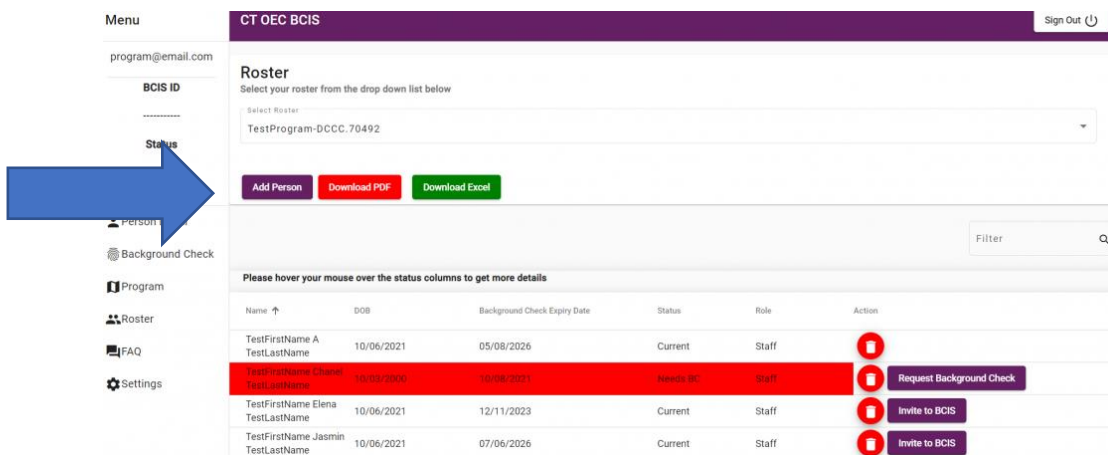 Menu
CT OEC BCIS
Sign Out
program@email.com
BCIS ID
-----------
Status
Person
Background Check
Program
Roster
FAQ
Settings
Roster
Select your roster from the drop down list below
Select Roster
TestProgram-DCCC.70492
Add Person Download PDF Download Excel
Filter
Please hover your mouse over the status columns to get more details
Name DOB Background Check Expiry Date Status Role Action
TestFirstName A
TestLastName 10/06/2021 05/08/2026 Current Staff
TestFirstName Chanel
TestLastName 10/03/2000 10/08/2021 Needs BC Staff Request Background Check
TestFirstName Elena
TestLastName 10/06/2021 12/11/2023 Current Staff Invite to BCIS
TestFirstName Jasmin
TestLastName 10/06/2021 07/06/2026 Current Staff Invite to BCIS